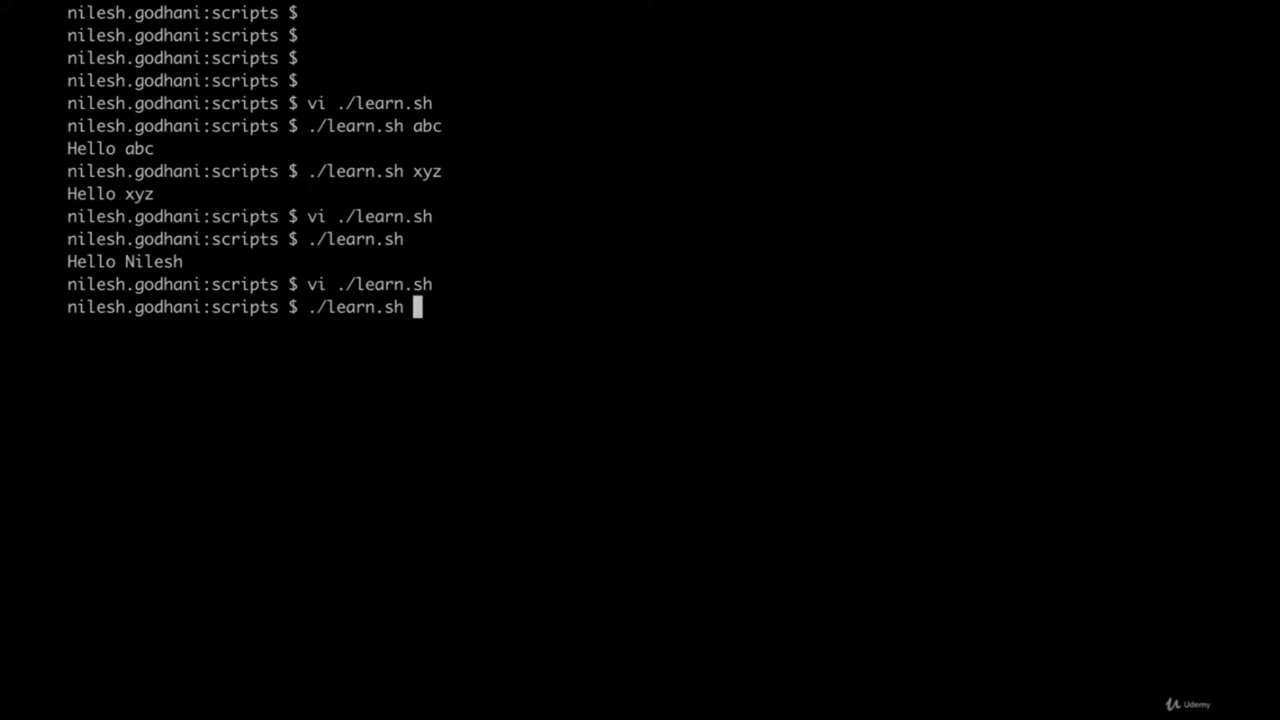 nilesh.godhani:scripts $
nilesh.godhani:scripts $
nilesh.godhani:scripts $
nilesh.godhani:scripts $
nilesh.godhani:scripts $ vi ./learn.sh
nilesh.godhani:scripts $ ./learn.sh abc
Hello abc
nilesh.godhani:scripts $ ./learn.sh xyz
Hello xyz
nilesh.godhani:scripts $ vi ./learn.sh
nilesh.godhani:scripts $ ./learn.sh
Hello Nilesh
nilesh.godhani:scripts $ vi ./learn.sh
nilesh.godhani:scripts $ ./learn.sh
Udemy